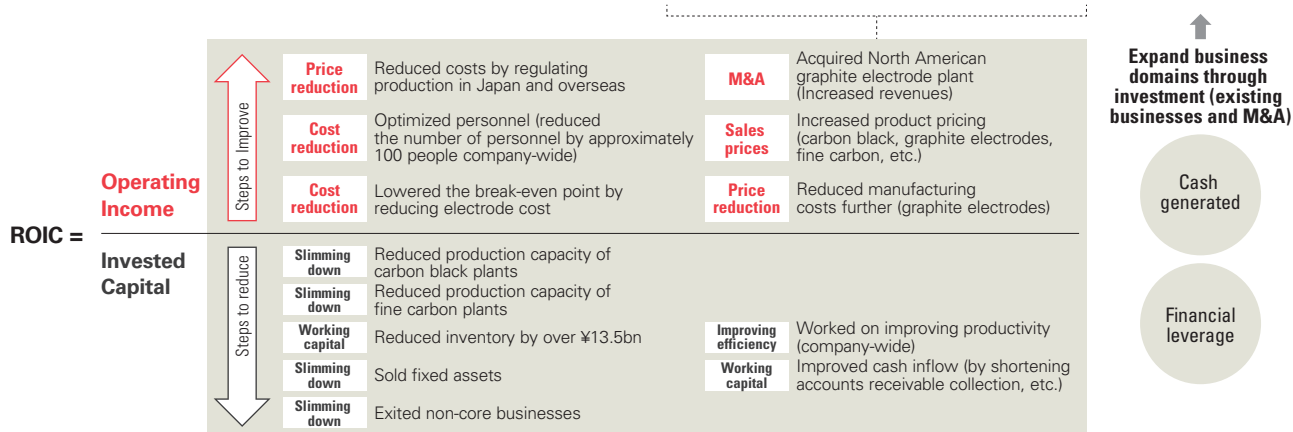 ROIC =
Operating
Income
Invested
Capital
Steps to Improve
Price
reduction
Reduced costs by regulating
production in Japan and overseas
Cost
reduction
Optimized personnel (reduced
the number of personnel by approximately
100 people company-wide)
Cost
reduction
Lowered the break-even point by
reducing electrode cost
M&A
Acquired North American
graphite electrode plant
(Increased revenues)
Sales
prices
Increased product pricing
(carbon black, graphite electrodes,
fine carbon, etc.)
Price
reduction
Reduced manufacturing
costs further (graphite electrodes)
Steps to reduce
Slimming
down
Reduced production capacity of
carbon black plants
Slimming
down
Reduced production capacity of
fine carbon plants
Working
capital
Reduced inventory by over ¥13.5bn
Slimming
down
Sold fixed assets
Slimming
down
Exited non-core businesses
Improving
efficiency
Worked on improving productivity
(company-wide)
Working
capital
Improved cash inflow (by shortening
accounts receivable collection, etc.)
Expand business
domains through
investment (existing
businesses and M&A)
Cash
generated
Financial
leverage